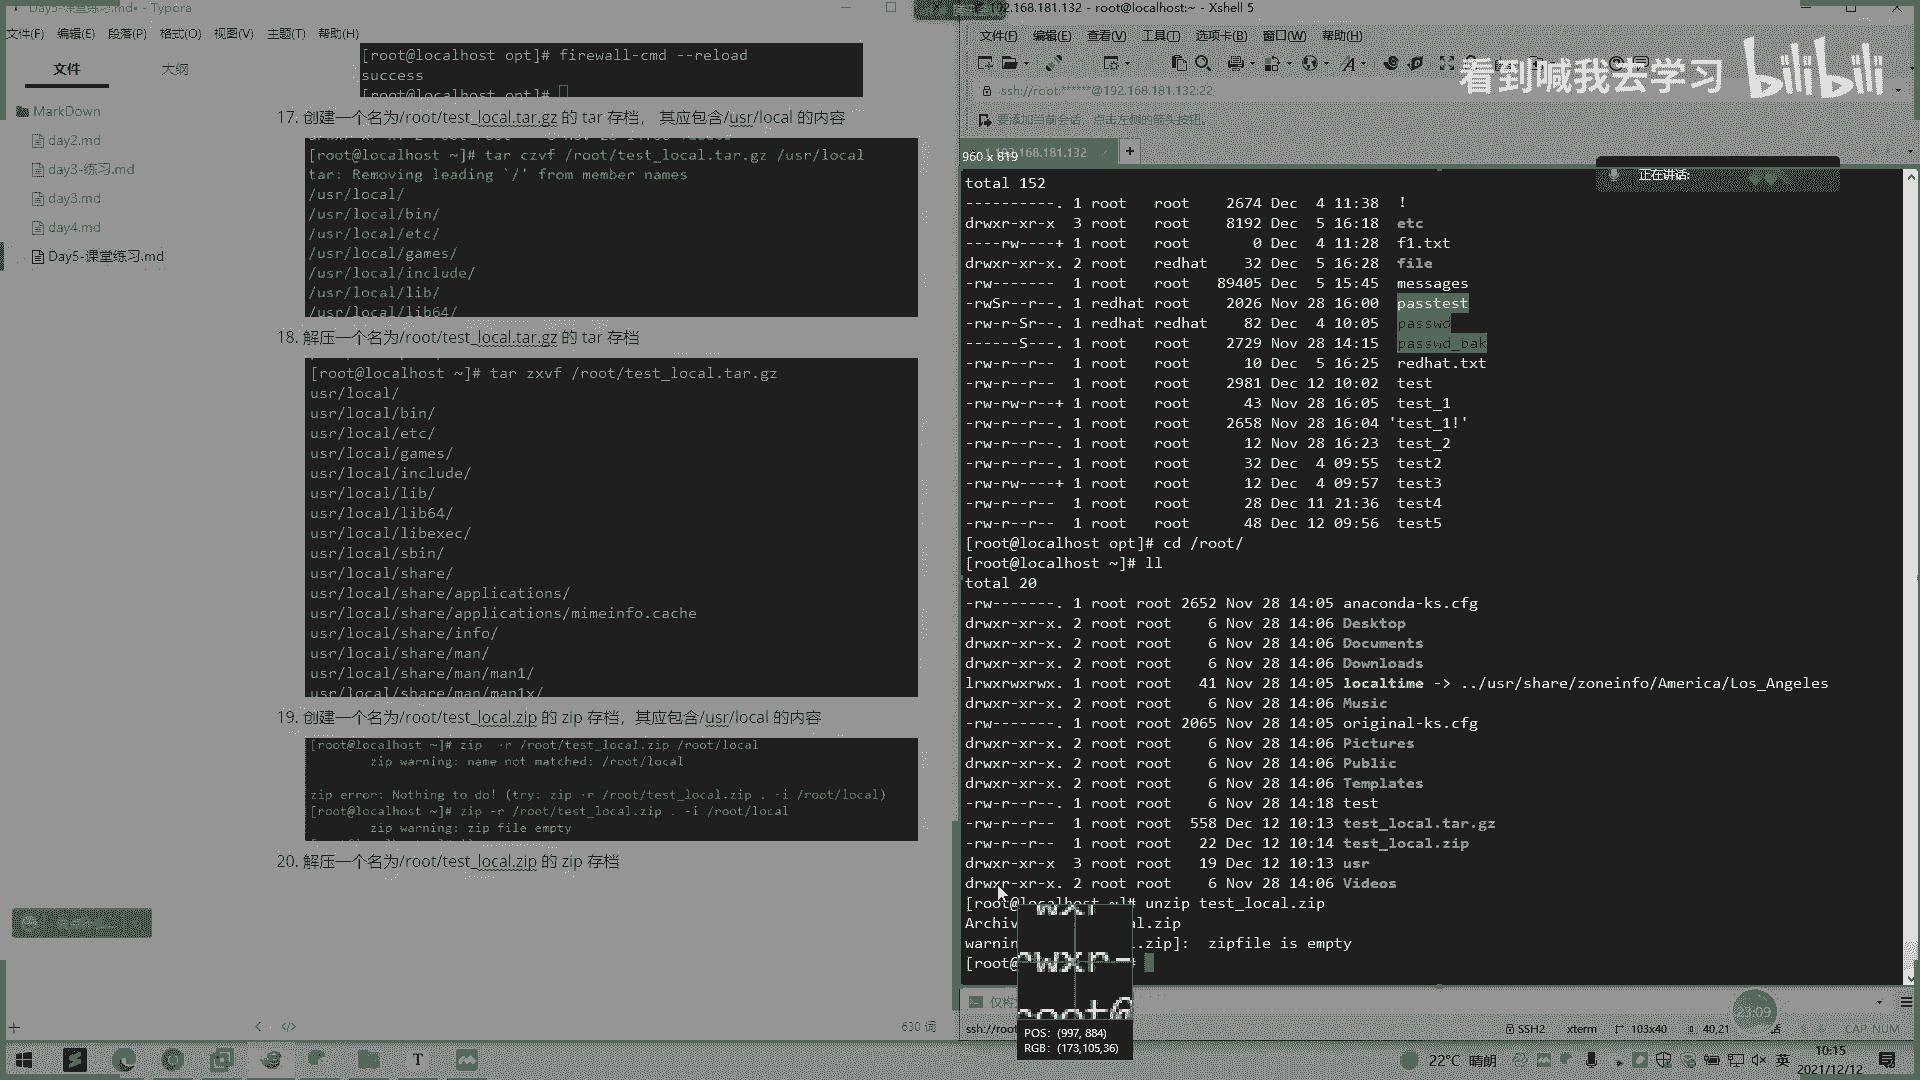 Day5-课堂练习.md• - Typora
文件(F) 编辑(E) 段落(P) 格式(O) 视图(V) 主题(T) 帮助(H)
文件 大纲
MarkDown
day2.md
day3-练习.md
day3.md
day4.md
Day5-课堂练习.md
[root@localhost opt]# firewall-cmd --reload
success
[root@localhost opt]#
17. 创建一个名为/root/test_local.tar.gz 的 tar 存档， 其应包含/usr/local 的内容
[root@localhost ~]# tar czvf /root/test_local.tar.gz /usr/local
tar: Removing leading `/' from member names
/usr/local/
/usr/local/bin/
/usr/local/etc/
/usr/local/games/
/usr/local/include/
/usr/local/lib/
/usr/local/lib64/
18. 解压一个名为/root/test_local.tar.gz 的 tar 存档
[root@localhost ~]# tar zxvf /root/test_local.tar.gz
usr/local/
usr/local/bin/
usr/local/etc/
usr/local/games/
usr/local/include/
usr/local/lib/
usr/local/lib64/
usr/local/libexec/
usr/local/sbin/
usr/local/share/
usr/local/share/applications/
usr/local/share/applications/mimeinfo.cache
usr/local/share/info/
usr/local/share/man/
usr/local/share/man/man1/
usr/local/share/man/man1x/
19. 创建一个名为/root/test_local.zip 的 zip 存档，其应包含/usr/local 的内容
[root@localhost ~]# zip -r /root/test_local.zip /root/local
zip warning: name not matched: /root/local
zip error: Nothing to do! (try: zip -r /root/test_local.zip . -i /root/local)
[root@localhost ~]# zip -r /root/test_local.zip . -i /root/local
zip warning: zip file empty
20. 解压一个名为/root/test_local.zip 的 zip 存档
630 词
192.168.181.132 - root@localhost:~ - Xshell 5
文件(F) 编辑(E) 查看(V) 工具(T) 选项卡(B) 窗口(W) 帮助(H)
看到喊我去学习 bilibili
ssh://root:******@192.168.181.132:22
要添加当前会话，点击左侧的箭头按钮。
960 x 819
1 192.168.181.132
正在讲话:
total 152
----------. 1 root   root    2674 Dec  4 11:38  !
drwxr-xr-x  3 root   root    8192 Dec  5 16:18  etc
----rw----+ 1 root   root       0 Dec  4 11:28  f1.txt
drwxr-xr-x. 2 root   redhat    32 Dec  5 16:28  file
-rw-------  1 root   root   89405 Dec  5 15:45  messages
-rwSr--r--. 1 redhat root    2026 Nov 28 16:00  passtest
-rw-r-Sr--. 1 redhat redhat    82 Dec  4 10:05  passwd
------S---. 1 root   root    2729 Nov 28 14:15  passwd_bak
-rw-r--r--  1 root   root      10 Dec  5 16:25  redhat.txt
-rw-r--r--  1 root   root    2981 Dec 12 10:02  test
-rw-rw-r--+ 1 root   root      43 Nov 28 16:05  test_1
-rw-r--r--. 1 root   root    2658 Nov 28 16:04 'test_1!'
-rw-r--r--. 1 root   root      12 Nov 28 16:23  test_2
-rw-r--r--. 1 root   root      32 Dec  4 09:55  test2
-rw-rw----+ 1 root   root      12 Dec  4 09:57  test3
-rw-r--r--  1 root   root      28 Dec 11 21:36  test4
-rw-r--r--  1 root   root      48 Dec 12 09:56  test5
[root@localhost opt]# cd /root/
[root@localhost ~]# ll
total 20
-rw-------. 1 root root 2652 Nov 28 14:05 anaconda-ks.cfg
drwxr-xr-x. 2 root root    6 Nov 28 14:06 Desktop
drwxr-xr-x. 2 root root    6 Nov 28 14:06 Documents
drwxr-xr-x. 2 root root    6 Nov 28 14:06 Downloads
lrwxrwxrwx. 1 root root   41 Nov 28 14:05 localtime -> ../usr/share/zoneinfo/America/Los_Angeles
drwxr-xr-x. 2 root root    6 Nov 28 14:06 Music
-rw-------. 1 root root 2065 Nov 28 14:05 original-ks.cfg
drwxr-xr-x. 2 root root    6 Nov 28 14:06 Pictures
drwxr-xr-x. 2 root root    6 Nov 28 14:06 Public
drwxr-xr-x. 2 root root    6 Nov 28 14:06 Templates
-rw-r--r--. 1 root root    6 Nov 28 14:18 test
-rw-r--r--  1 root root  558 Dec 12 10:13 test_local.tar.gz
-rw-r--r--  1 root root   22 Dec 12 10:14 test_local.zip
drwxr-xr-x  3 root root   19 Dec 12 10:13 usr
drwxr-xr-x. 2 root root    6 Nov 28 14:06 Videos
[root@localhost ~]# unzip test_local.zip
Archiv l.zip
warnin .zip]:  zipfile is empty
[root@ #
POS: (997, 884)
RGB: (173,105,36)
ssh://root
23:09
SSH2 xterm 103x40 40,21 CAP NUM
22°C 晴朗 英 10:15
2021/12/12